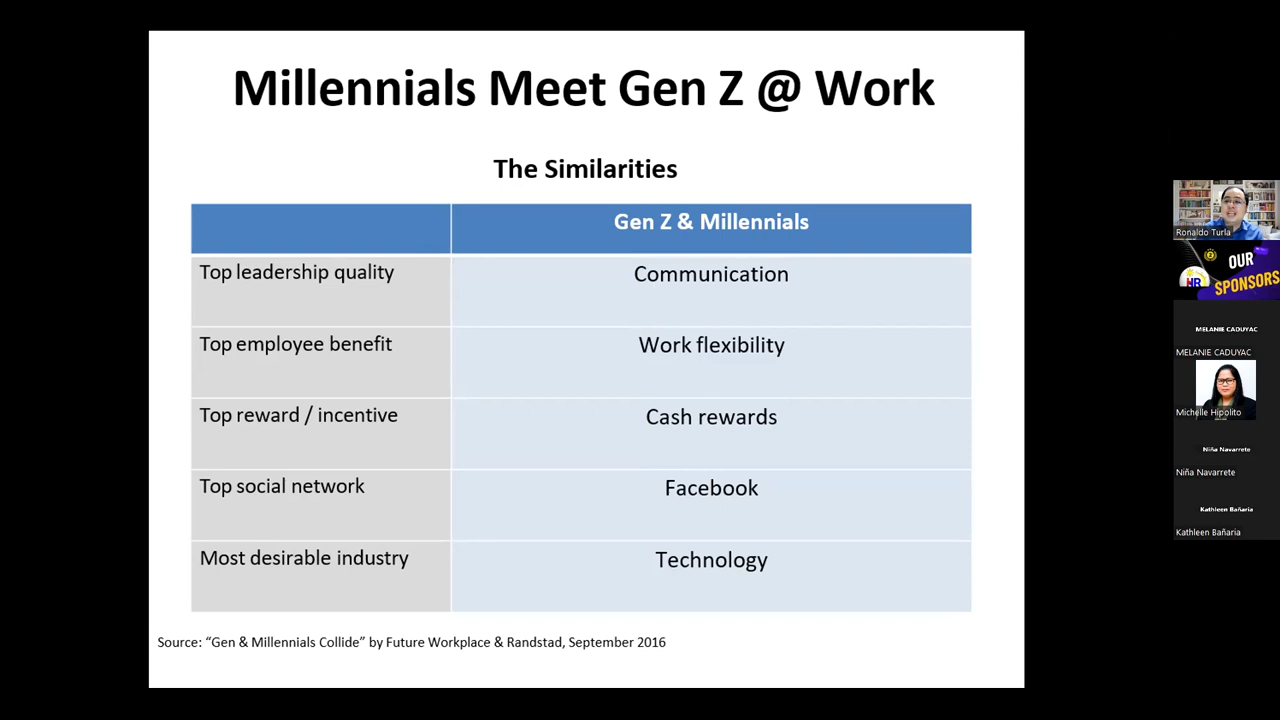 Millennials Meet Gen Z @ Work
The Similarities
Gen Z & Millennials
Top leadership quality
Communication
Top employee benefit
Work flexibility
Top reward / incentive
Cash rewards
Top social network
Facebook
Most desirable industry
Technology
Source: “Gen & Millennials Collide” by Future Workplace & Randstad, September 2016
Ronaldo Turla
OUR
SPONSORS
HR
MELANIE CADUYAC
MELANIE CADUYAC
Michelle Hipolito
Niña Navarrete
Niña Navarrete
Kathleen Bañaria
Kathleen Bañaria